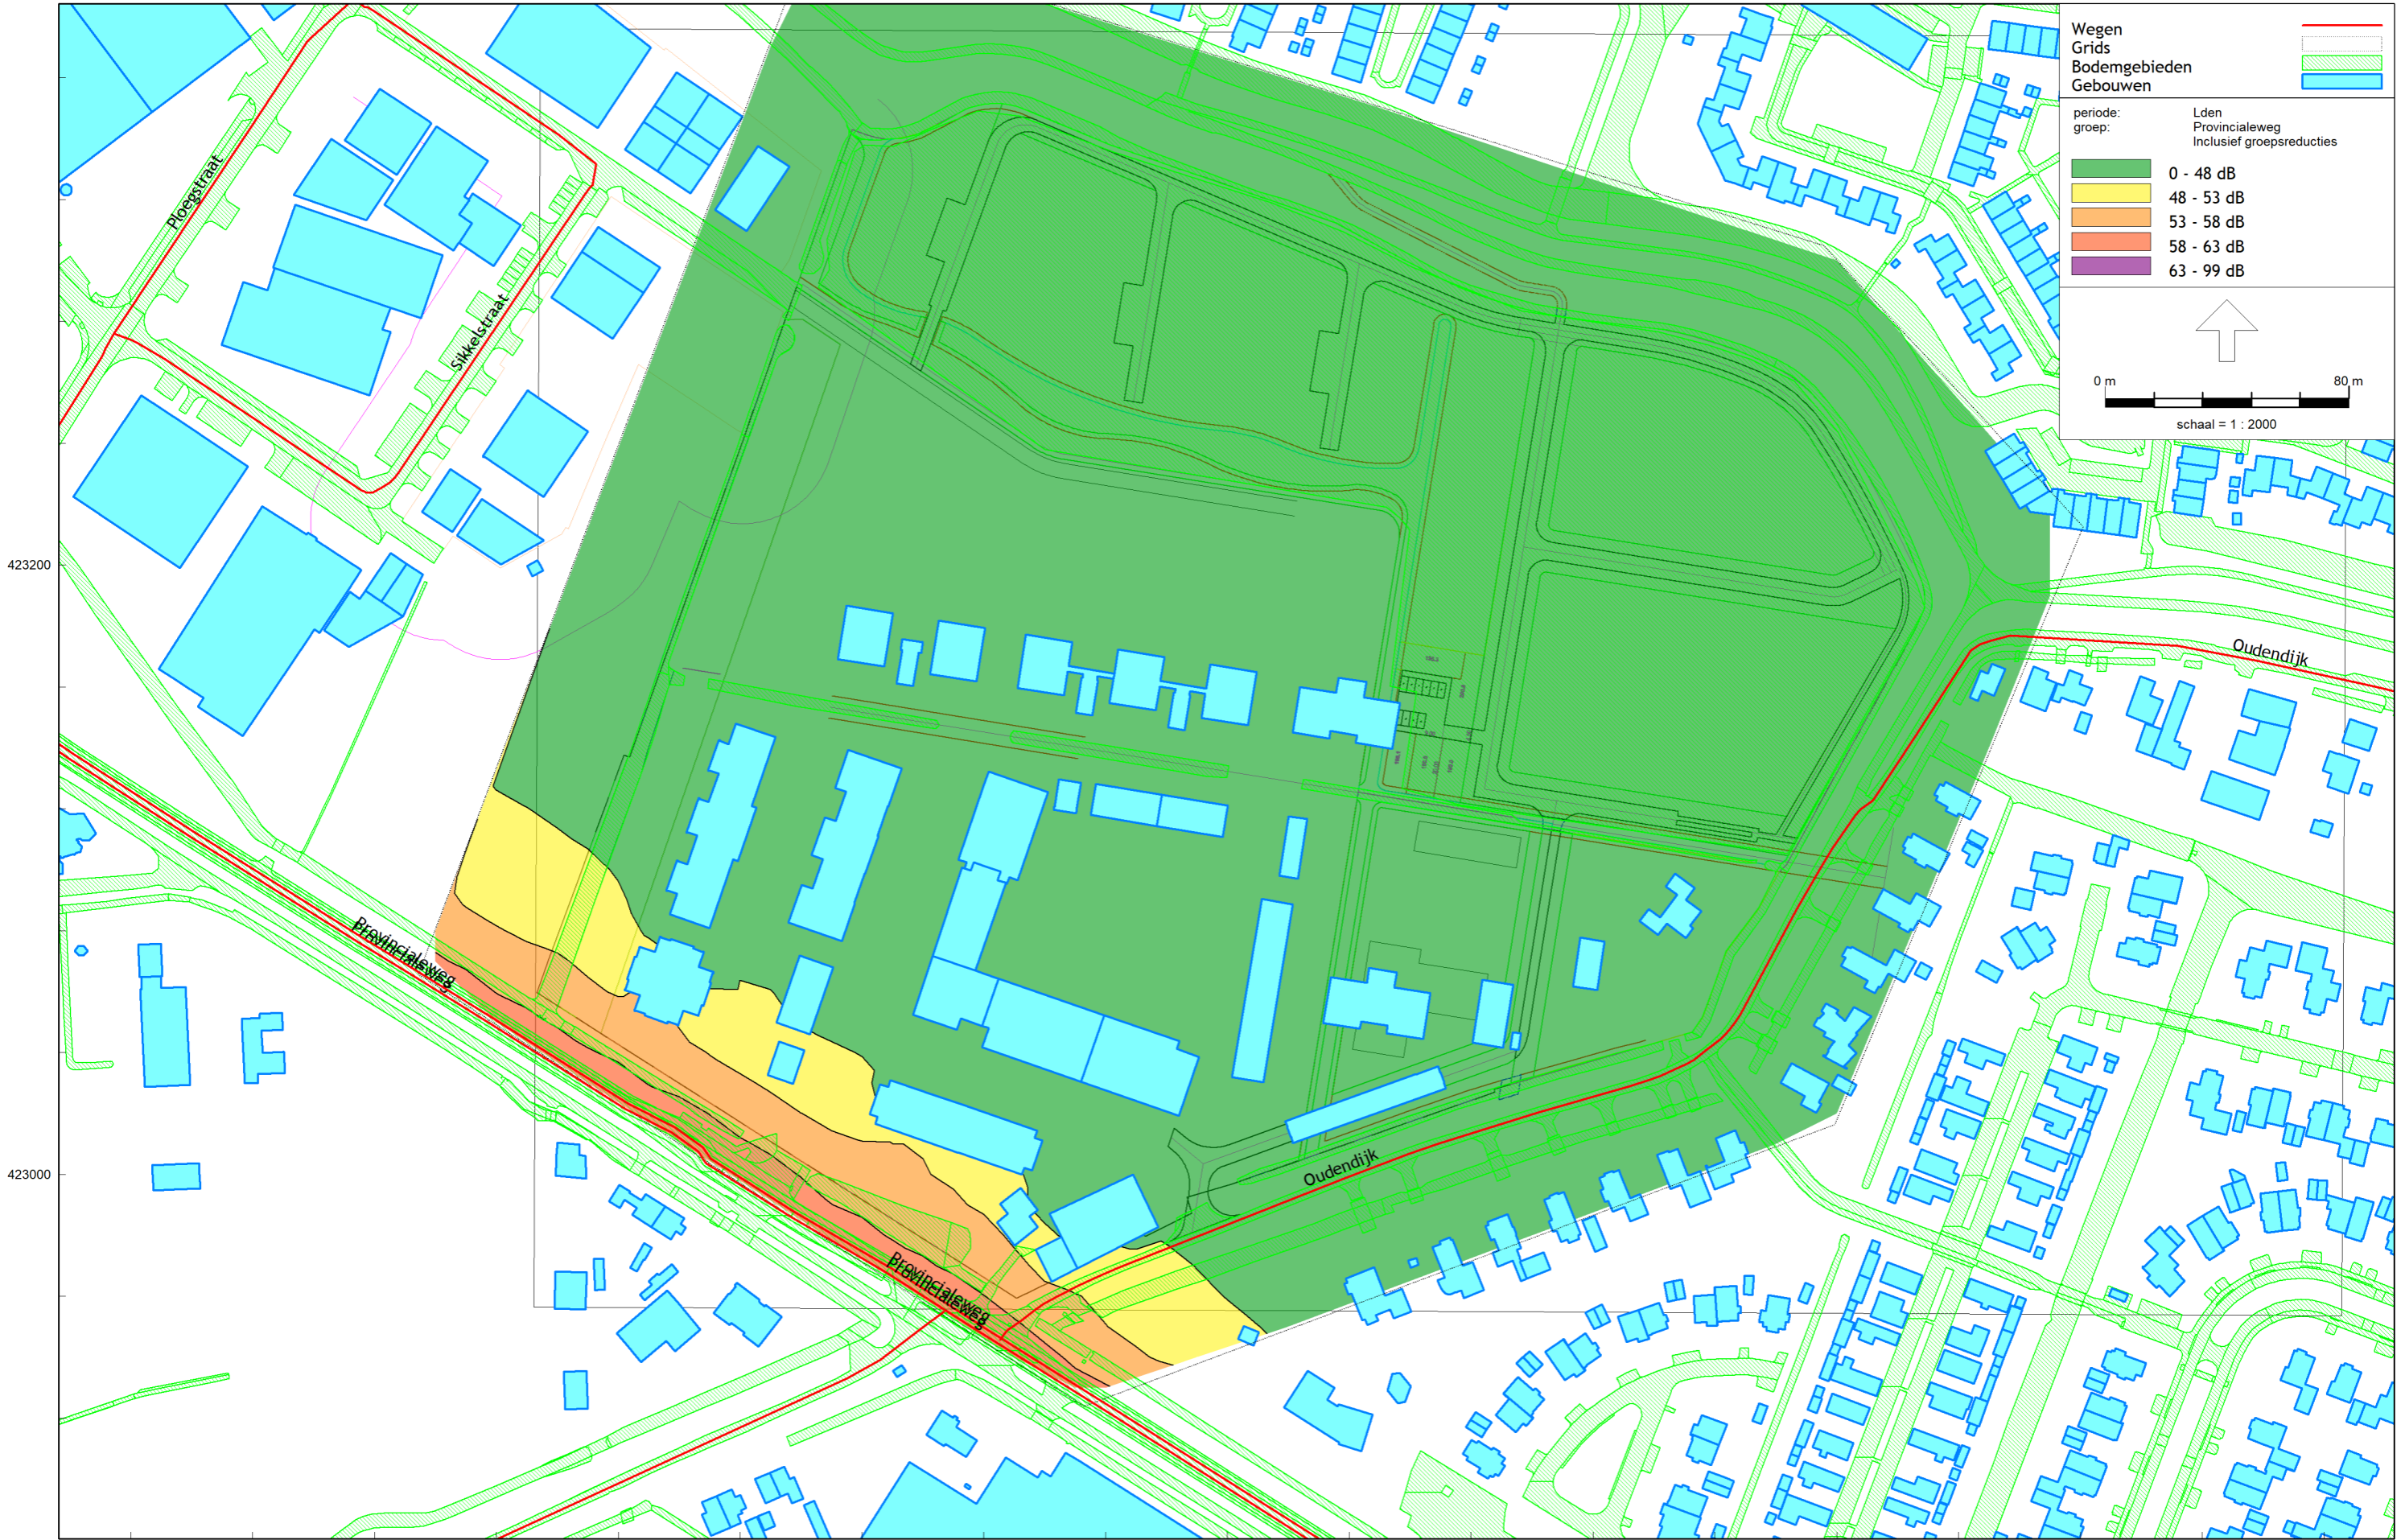 Wegen
Grids
Bodemgebieden
Gebouwen
periode: Lden
groep: Provincialeweg
Inclusief groepsreducties
0 - 48 dB
48 - 53 dB
53 - 58 dB
58 - 63 dB
63 - 99 dB
0 m 80 m
schaal = 1 : 2000
Ploegstraat
Sikkelstraat
423200
Oudendijk
Provincialeweg
Provincialeweg
423000
Oudendijk
Provincialeweg
Provincialeweg